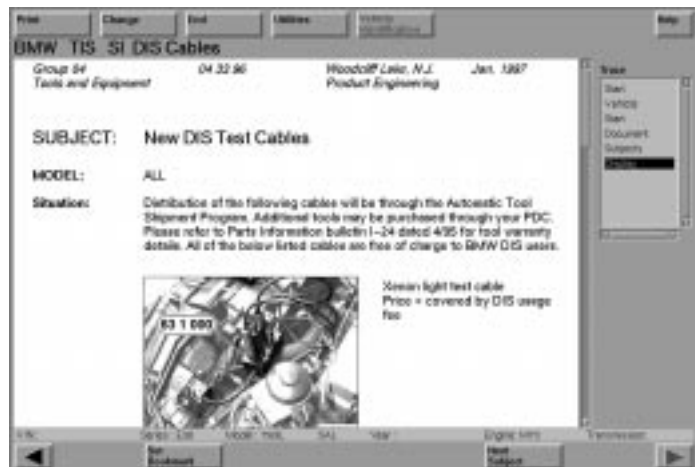 Print Change End Utilities Vehicle Identification Help
BMW TIS SI DIS Cables
Group 04 04 32 96 Woodcliff Lake, N.J. Jan. 1997
Tools and Equipment Product Engineering
Trace
Start
Vehicle
Start
Document
Subjects
Display
SUBJECT: New DIS Test Cables
MODEL: ALL
Situation: Distribution of the following cables will be through the Automatic Tool
Shipment Program. Additional tools may be purchased through your PDC.
Please refer to Parts Information bulletin I-24 dated 4/95 for tool warranty
details. All of the below listed cables are free of charge to BMW DIS users.
Xenon light test cable
Price = covered by DIS usage
fee
63 1 000
Series: Model: SAL Year: Engine: Transmission:
Set Bookmark Next Subject